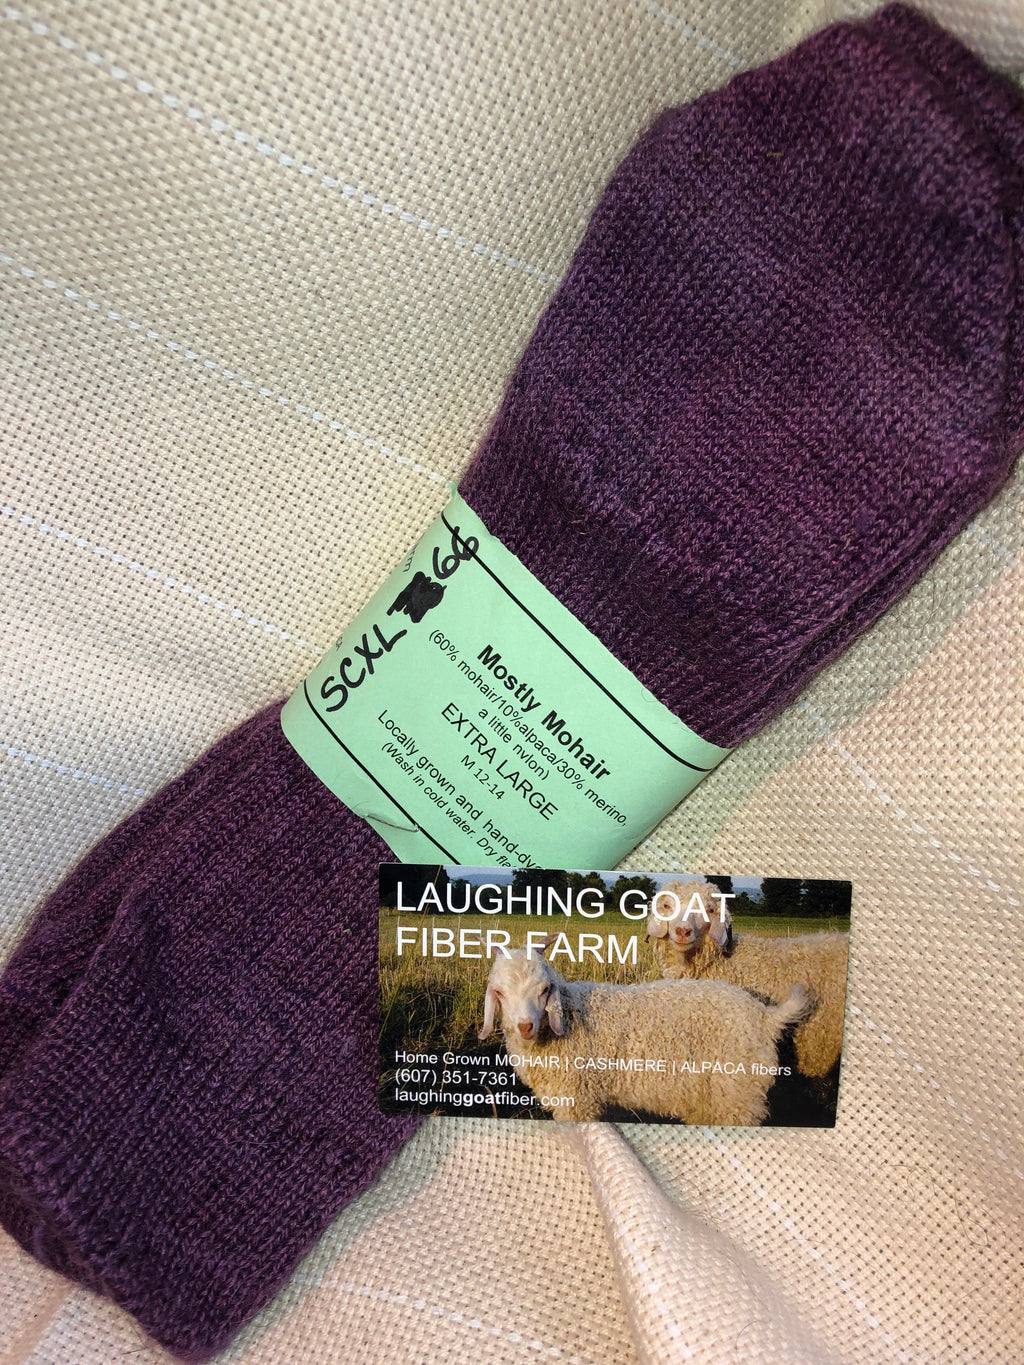 SCXL 66
Mostly Mohair
(60% mohair/10%alpaca/30% merino,
a little nylon)
EXTRA LARGE
M 12-14
Locally grown and hand-dye
(Wash in cold water. Dry fla
LAUGHING GOAT
FIBER FARM
Home Grown MOHAIR | CASHMERE | ALPACA fibers
(607) 351-7361
laughinggoatfiber.com